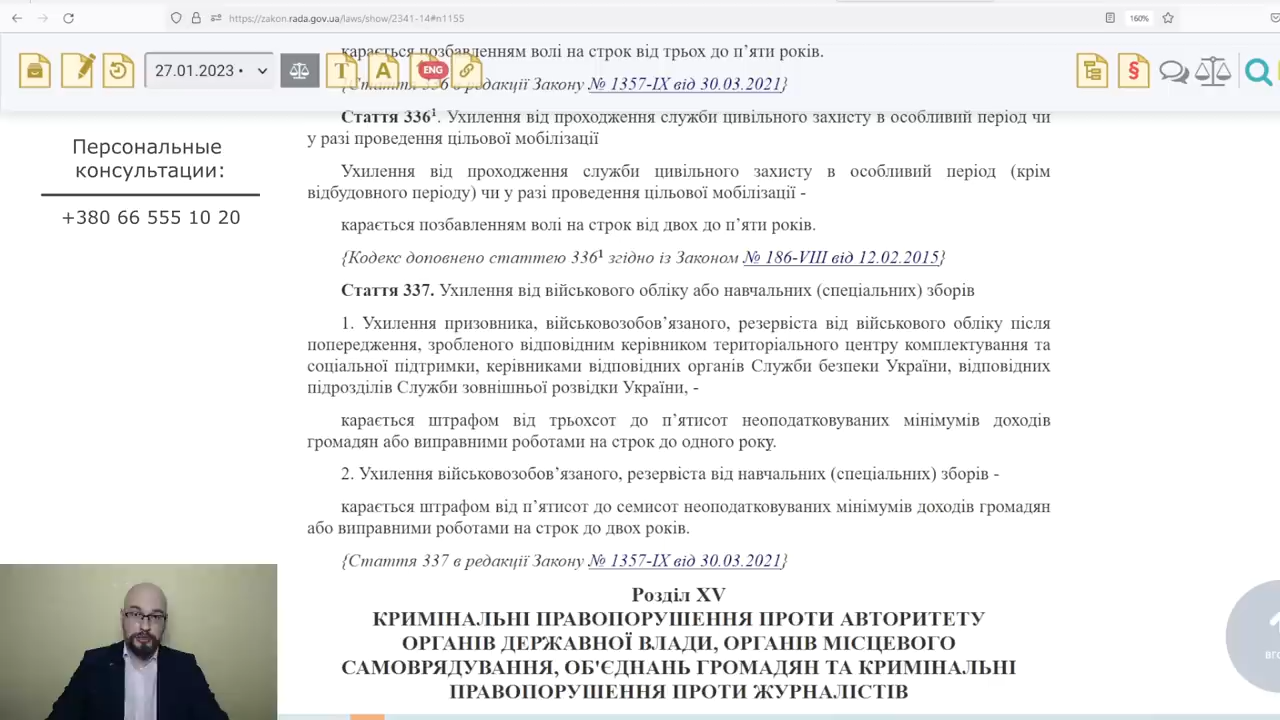 https://zakon.rada.gov.ua/laws/show/2341-14#n1155
160%
27.01.2023 •
T
A
ENG
§
карається позбавленням волі на строк від трьох до п’яти років.
{Стаття 336 в редакції Закону № 1357-IX від 30.03.2021}
Персональные
консультации:
+380 66 555 10 20
Стаття 336¹. Ухилення від проходження служби цивільного захисту в особливий період чи
у разі проведення цільової мобілізації
Ухилення від проходження служби цивільного захисту в особливий період (крім
відбудовного періоду) чи у разі проведення цільової мобілізації -
карається позбавленням волі на строк від двох до п’яти років.
{Кодекс доповнено статтею 336¹ згідно із Законом № 186-VIII від 12.02.2015}
Стаття 337. Ухилення від військового обліку або навчальних (спеціальних) зборів
1. Ухилення призовника, військовозобов’язаного, резервіста від військового обліку після
попередження, зробленого відповідним керівником територіального центру комплектування та
соціальної підтримки, керівниками відповідних органів Служби безпеки України, відповідних
підрозділів Служби зовнішньої розвідки України, -
карається штрафом від трьохсот до п’ятисот неоподатковуваних мінімумів доходів
громадян або виправними роботами на строк до одного року.
2. Ухилення військовозобов’язаного, резервіста від навчальних (спеціальних) зборів -
карається штрафом від п’ятисот до семисот неоподатковуваних мінімумів доходів громадян
або виправними роботами на строк до двох років.
{Стаття 337 в редакції Закону № 1357-IX від 30.03.2021}
Розділ XV
КРИМІНАЛЬНІ ПРАВОПОРУШЕННЯ ПРОТИ АВТОРИТЕТУ
ОРГАНІВ ДЕРЖАВНОЇ ВЛАДИ, ОРГАНІВ МІСЦЕВОГО
САМОВРЯДУВАННЯ, ОБ'ЄДНАНЬ ГРОМАДЯН ТА КРИМІНАЛЬНІ
ПРАВОПОРУШЕННЯ ПРОТИ ЖУРНАЛІСТІВ